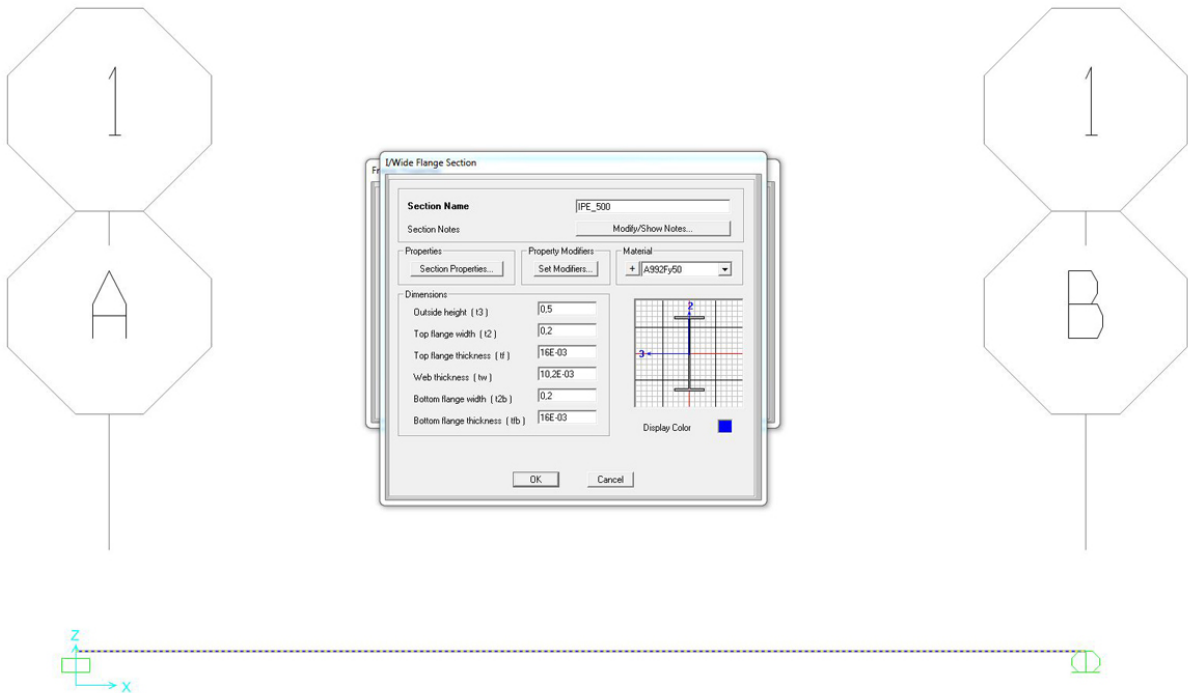 1
1
I/Wide Flange Section
Section Name
IPE_500
Section Notes
Modify/Show Notes...
Properties
Section Properties...
Property Modifiers
Set Modifiers...
Material
+
A992Fy50
Dimensions
Outside height ( t3 )
0,5
Top flange width ( t2 )
0,2
Top flange thickness ( tf )
16E-03
Web thickness ( tw )
10,2E-03
Bottom flange width ( t2b )
0,2
Bottom flange thickness ( tfb )
16E-03
2
3
Display Color
OK
Cancel
A
B
Z
X